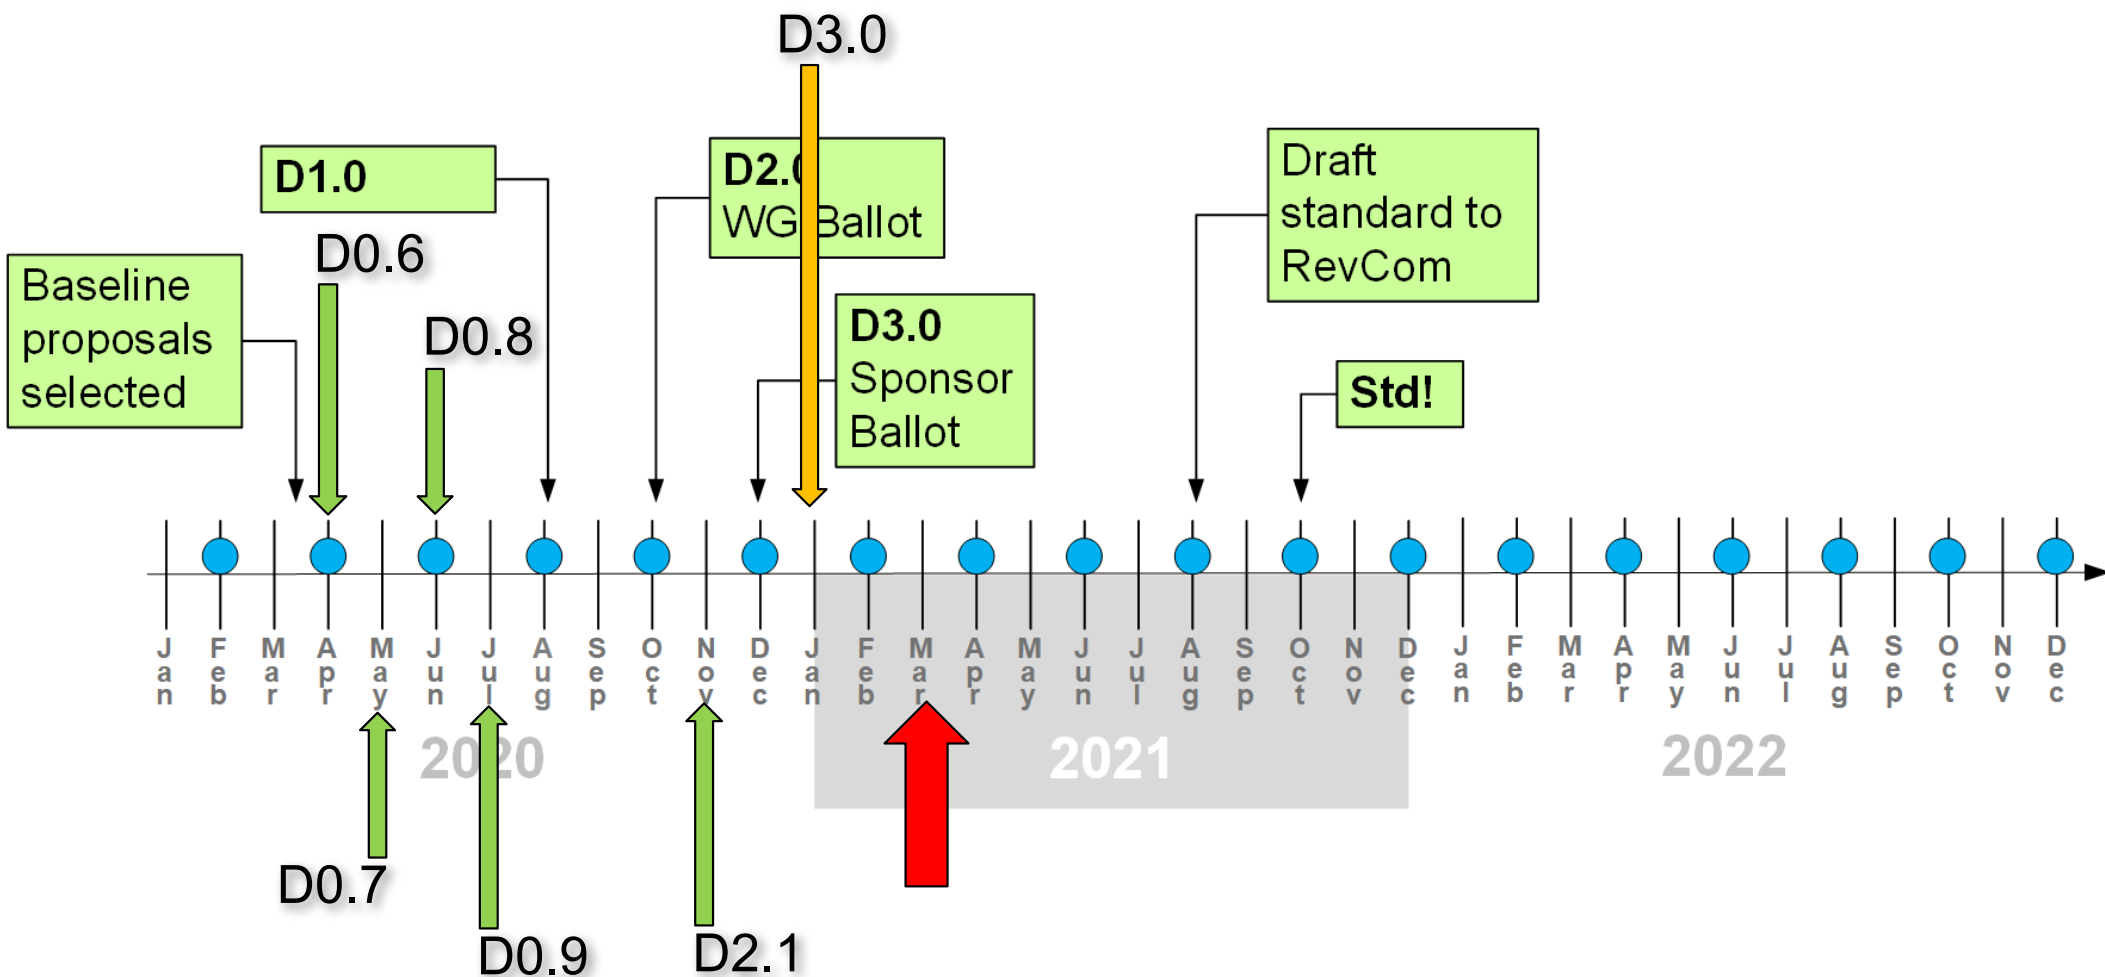 D3.0
D1.0
D2.0
WG Ballot
Draft
standard to
RevCom
D0.6
Baseline
proposals
selected
D0.8
D3.0
Sponsor
Ballot
Std!
Jan Feb Mar Apr May Jun Jul Aug Sep Oct Nov Dec Jan Feb Mar Apr May Jun Jul Aug Sep Oct Nov Dec Jan Feb Mar Apr May Jun Jul Aug Sep Oct Nov Dec
2020 2021 2022
D0.7
D0.9
D2.1